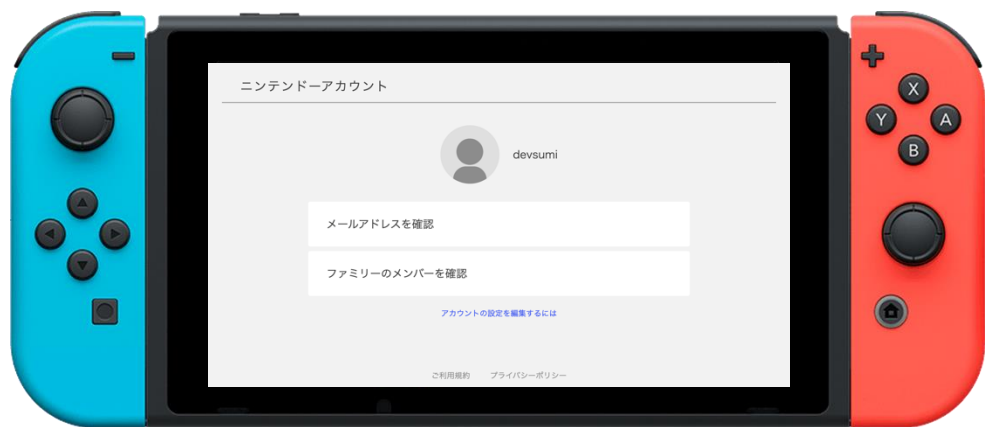 ニンテンドーアカウント
devsumi
メールアドレスを確認
ファミリーのメンバーを確認
アカウントの設定を編集するには
ご利用規約 プライバシーポリシー
X
Y A
B